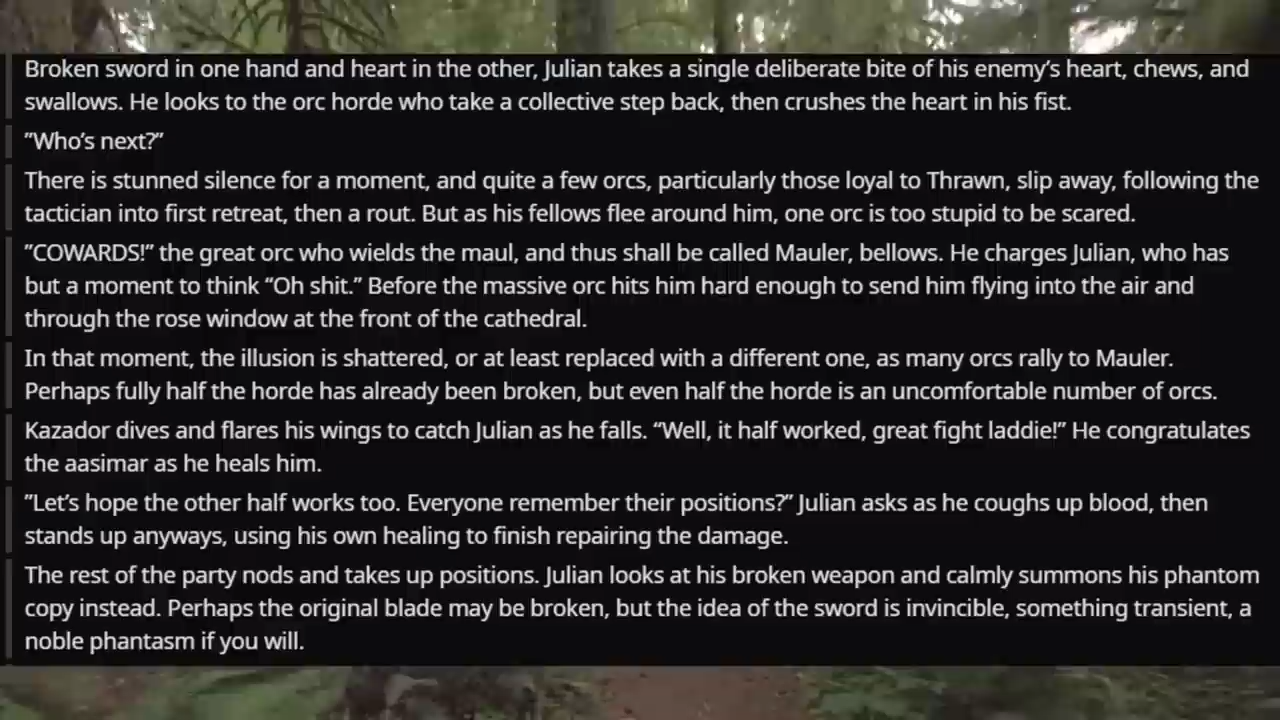 Broken sword in one hand and heart in the other, Julian takes a single deliberate bite of his enemy’s heart, chews, and
swallows. He looks to the orc horde who take a collective step back, then crushes the heart in his fist.
”Who’s next?”
There is stunned silence for a moment, and quite a few orcs, particularly those loyal to Thrawn, slip away, following the
tactician into first retreat, then a rout. But as his fellows flee around him, one orc is too stupid to be scared.
”COWARDS!” the great orc who wields the maul, and thus shall be called Mauler, bellows. He charges Julian, who has
but a moment to think “Oh shit.” Before the massive orc hits him hard enough to send him flying into the air and
through the rose window at the front of the cathedral.
In that moment, the illusion is shattered, or at least replaced with a different one, as many orcs rally to Mauler.
Perhaps fully half the horde has already been broken, but even half the horde is an uncomfortable number of orcs.
Kazador dives and flares his wings to catch Julian as he falls. “Well, it half worked, great fight laddie!” He congratulates
the aasimar as he heals him.
”Let’s hope the other half works too. Everyone remember their positions?” Julian asks as he coughs up blood, then
stands up anyways, using his own healing to finish repairing the damage.
The rest of the party nods and takes up positions. Julian looks at his broken weapon and calmly summons his phantom
copy instead. Perhaps the original blade may be broken, but the idea of the sword is invincible, something transient, a
noble phantasm if you will.